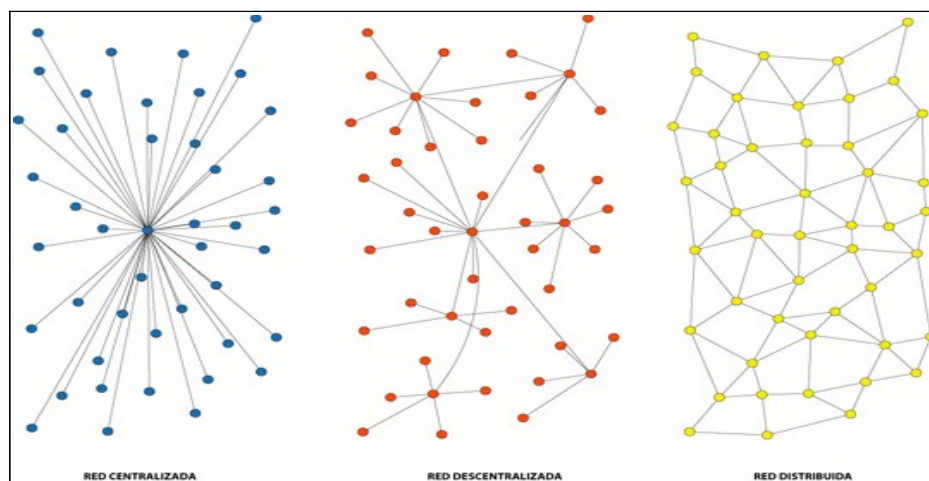 RED CENTRALIZADA
RED DESCENTRALIZADA
RED DISTRIBUIDA